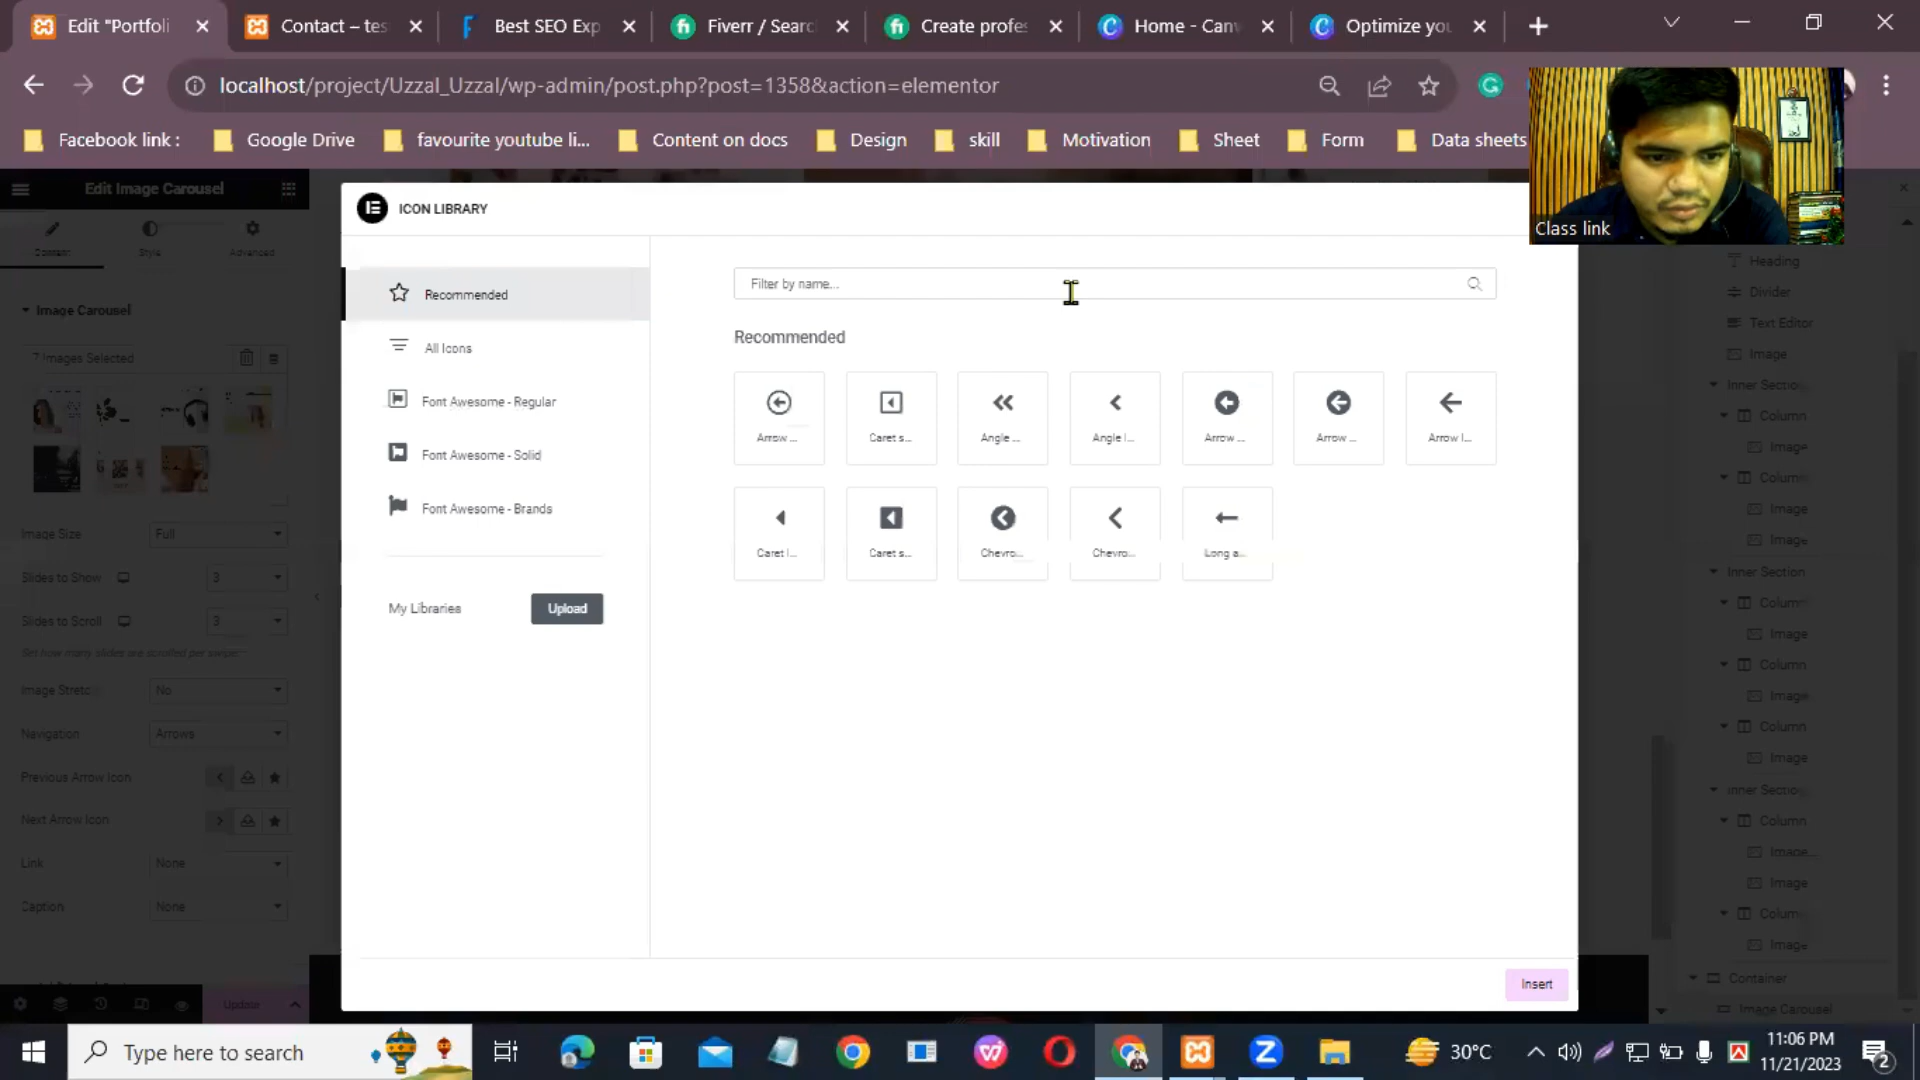 Edit "Portfoli
Contact – tes
Best SEO Exp
Fiverr / Searc
Create profes
Home - Canv
Optimize you
localhost/project/Uzzal_Uzzal/wp-admin/post.php?post=1358&action=elementor
Facebook link :
Google Drive
favourite youtube li...
Content on docs
Design
skill
Motivation
Sheet
Form
Data sheets
Class link
Edit Image Carousel
Content
Style
Advanced
Image Carousel
7 Images Selected
Image Size
Full
Slides to Show
3
Slides to Scroll
3
Set how many slides are scrolled per swipe.
Image Stretc
No
Navigation
Arrows
Previous Arrow Icon
Next Arrow Icon
Link
None
Caption
None
Update
ICON LIBRARY
Recommended
All Icons
Font Awesome - Regular
Font Awesome - Solid
Font Awesome - Brands
My Libraries
Upload
Filter by name...
Recommended
Arrow ...
Caret s...
Angle ...
Angle l...
Arrow ...
Arrow ...
Arrow l...
Caret l...
Caret s...
Chevro...
Chevro...
Long a...
Insert
Heading
Divider
Text Editor
Image
Inner Sectio
Column
Image
Column
Image
Image
Inner Section
Column
Image
Column
Image
Column
Image
Inner Sectio
Column
Image...
Image
Colum
Image
Container
Image Carousel
Type here to search
30°C
11:06 PM
11/21/2023
2